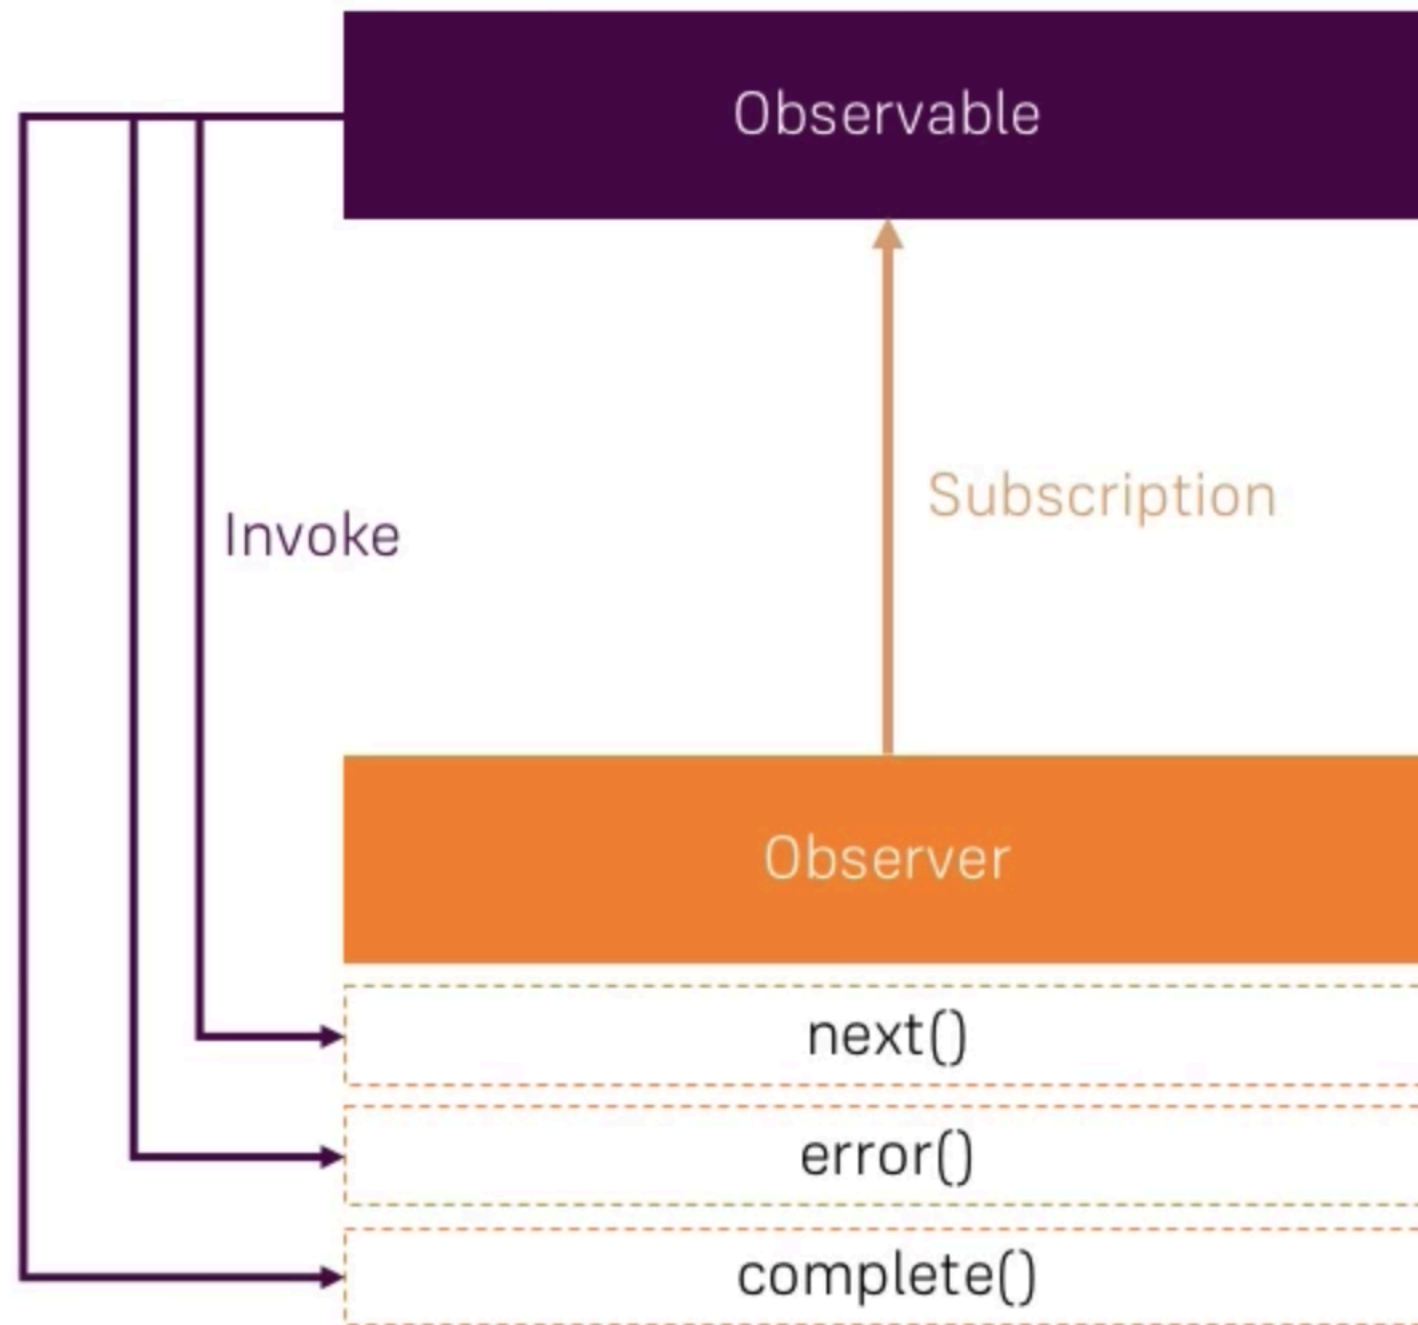 Observable
Subscription
Invoke
Observer
next()
error()
complete()